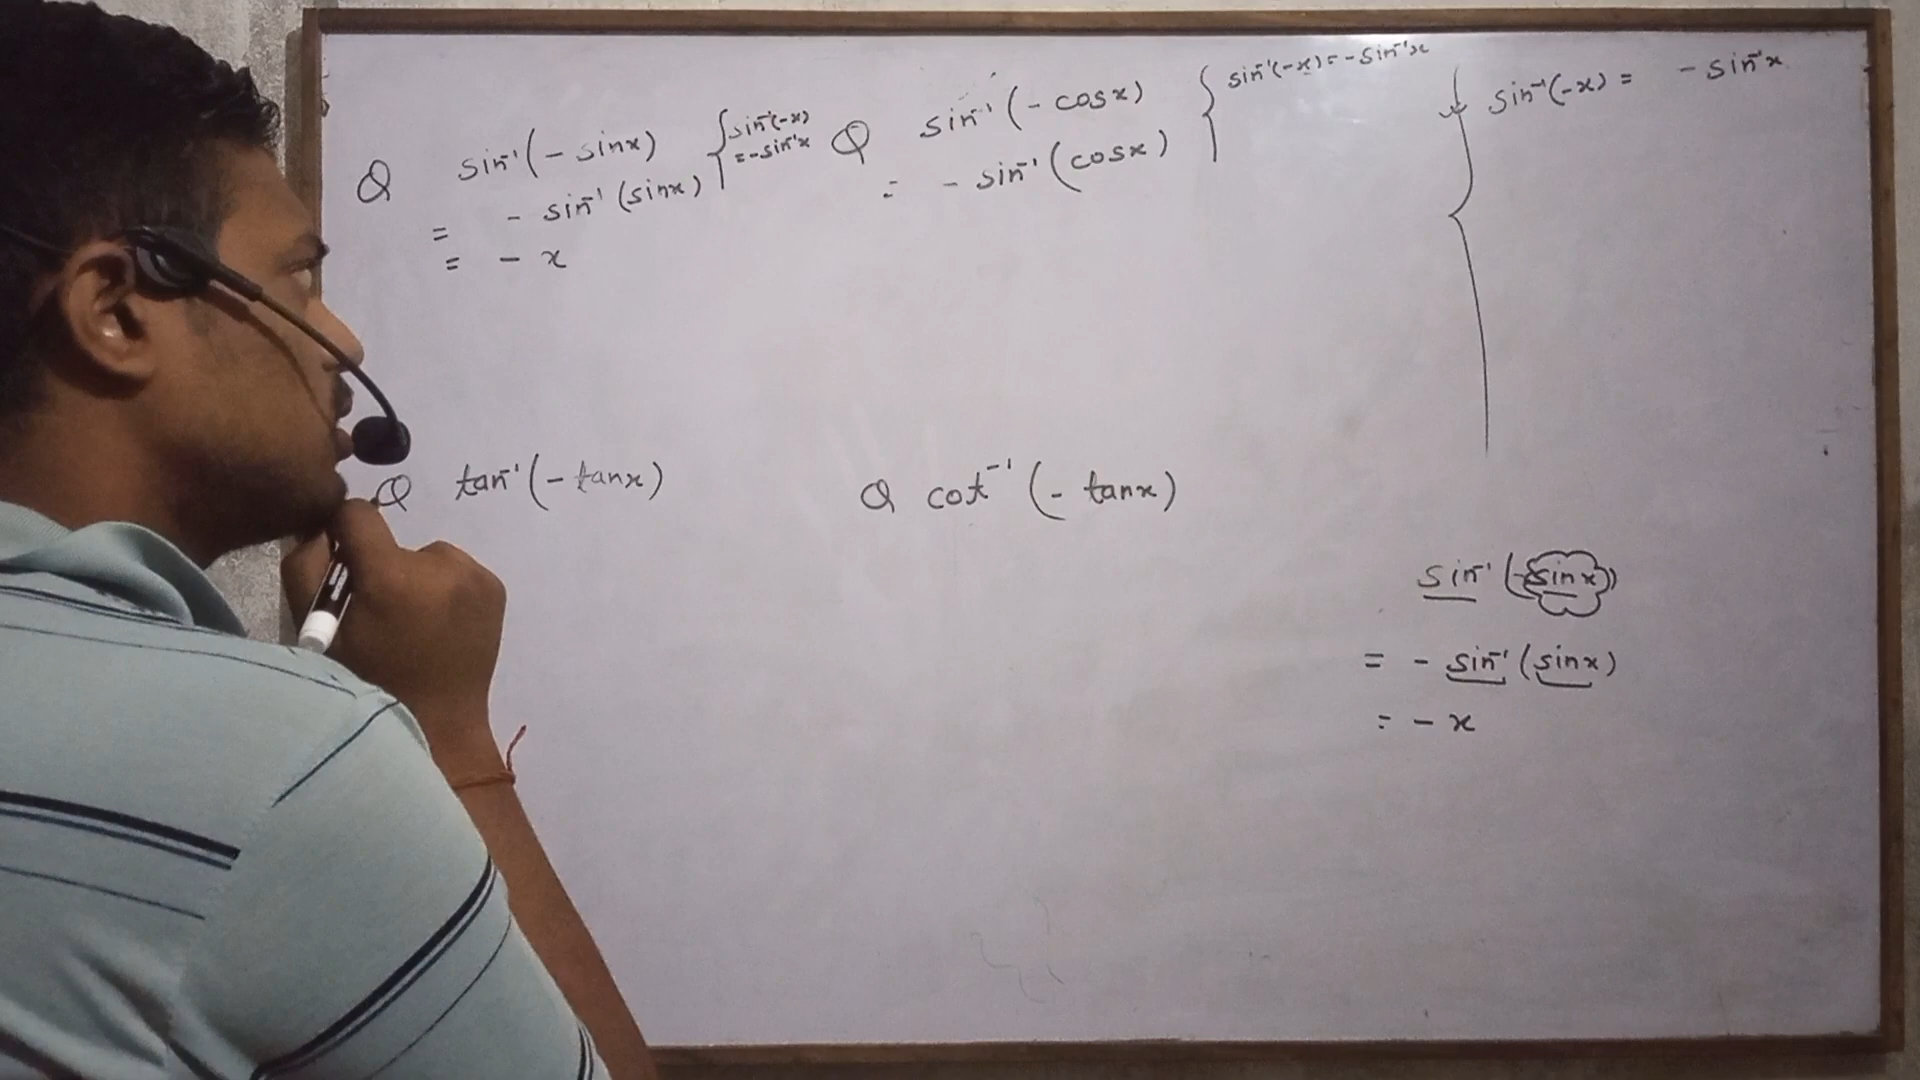 Q sin⁻¹(- sinx) { sin⁻¹(-x)
= - sin⁻¹x
= - sin⁻¹(sinx)
= - x
Q sin⁻¹(- cosx) { sin⁻¹(-x) = - sin⁻¹x
= - sin⁻¹(cosx)
sin⁻¹(-x) = - sin⁻¹x
Q tan⁻¹(- tanx)
Q cot⁻¹(- tanx)
sin⁻¹(-sinx)
= - sin⁻¹(sinx)
= - x